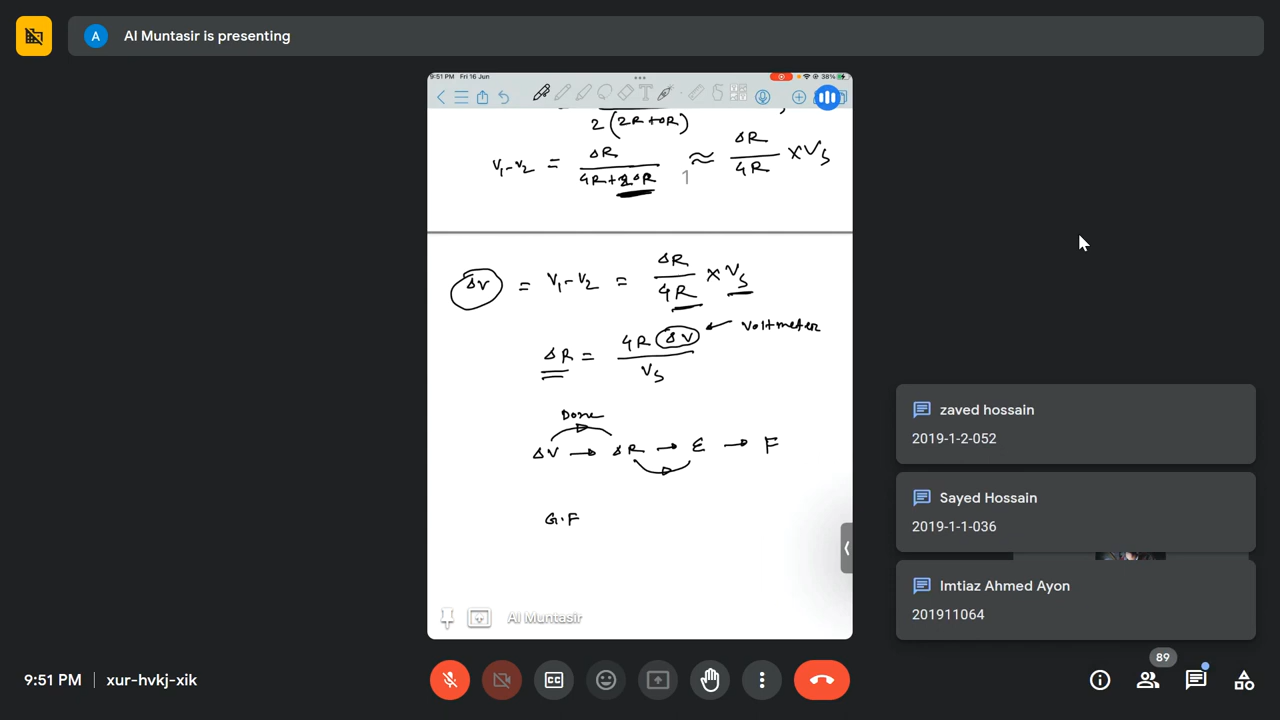 A
Al Muntasir is presenting
9:51 PM Fri 16 Jun
38%
2(2R+ΔR)
V₁-V₂ = ΔR / 4R+2ΔR ≈ ΔR / 4R × Vs
1
ΔV = V₁-V₂ = ΔR / 4R × Vs
ΔR = 4R ΔV / Vs ← Voltmeter
Done
ΔV → ΔR → ε → F
G.F
Al Muntasir
zaved hossain
2019-1-2-052
Sayed Hossain
2019-1-1-036
Imtiaz Ahmed Ayon
201911064
9:51 PM | xur-hvkj-xik
CC
89